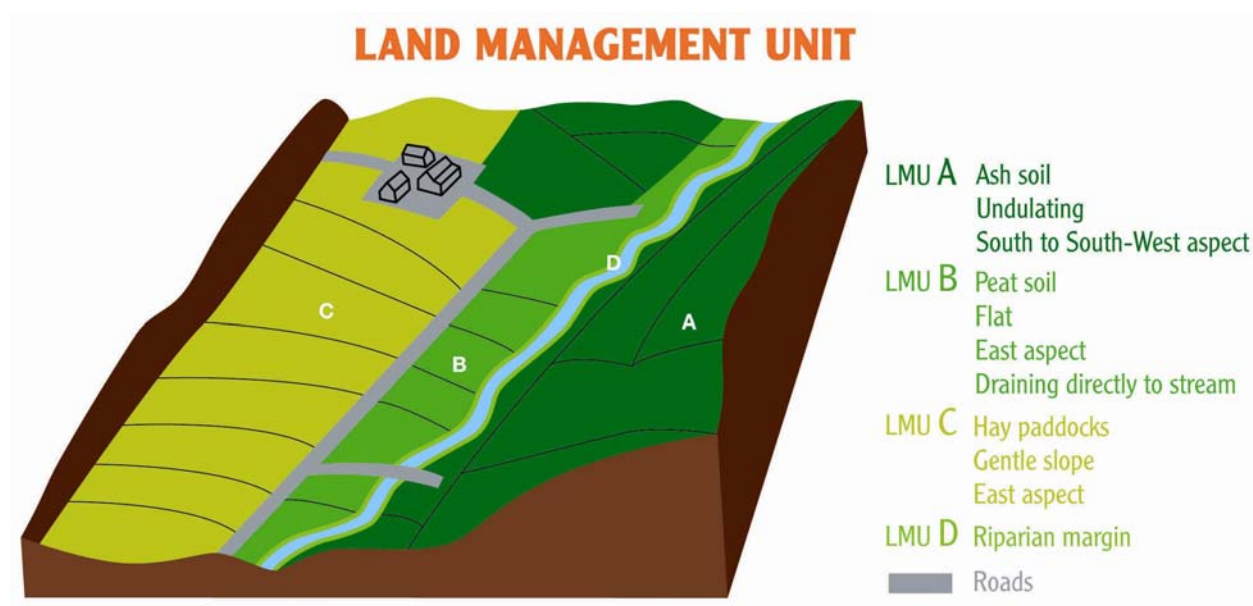 LAND MANAGEMENT UNIT
LMU A Ash soil
Undulating
South to South-West aspect
LMU B Peat soil
Flat
East aspect
Draining directly to stream
LMU C Hay paddocks
Gentle slope
East aspect
LMU D Riparian margin
Roads
D
C
A
B